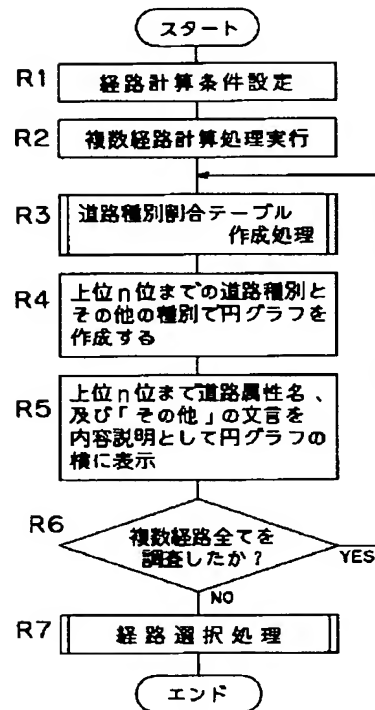 スタート
R1 経路計算条件設定
R2 複数経路計算処理実行
R3 道路種別割合テーブル
作成処理
R4 上位n位までの道路種別と
その他の種別で円グラフを
作成する
R5 上位n位まで道路属性名、
及び「その他」の文言を
内容説明として円グラフの
横に表示
R6 複数経路全てを
調査したか?
YES
NO
R7 経路選択処理
エンド